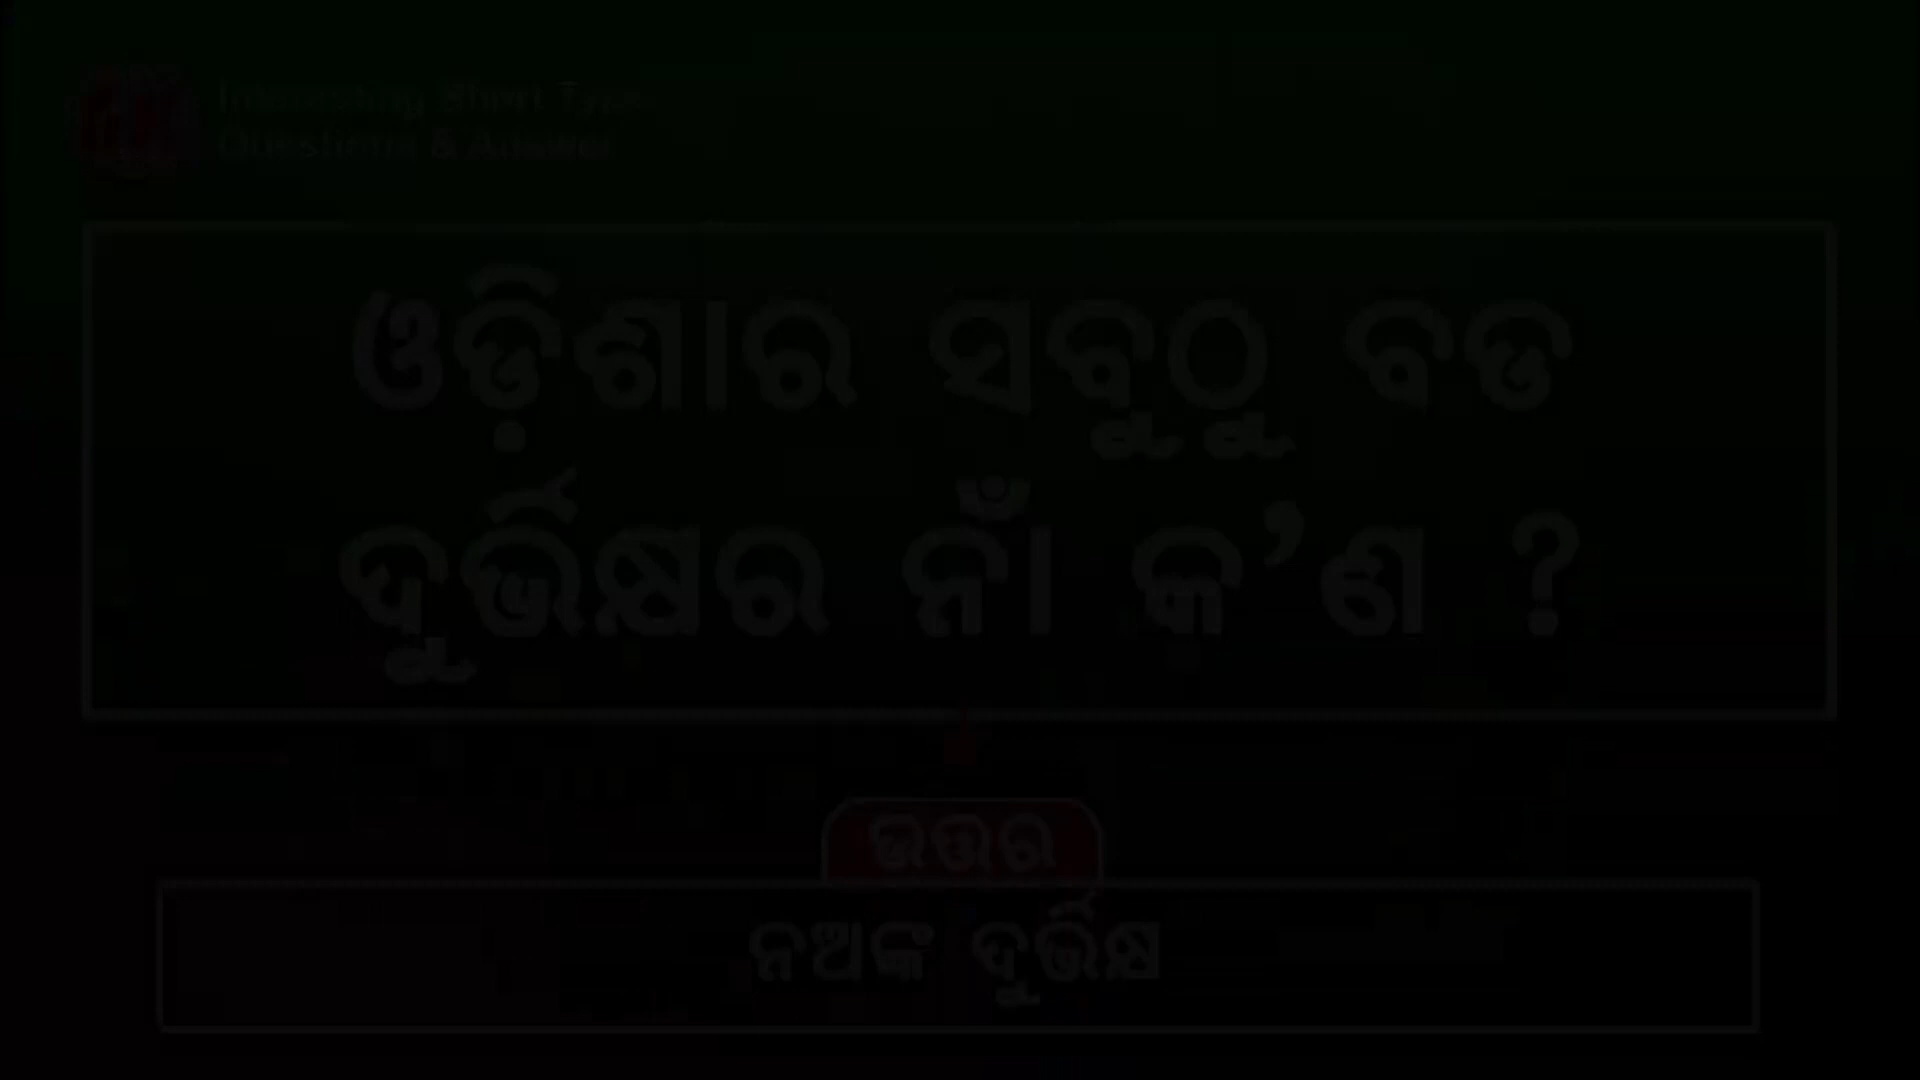 Interesting Short Type
Questions & Answer
ଓଡ଼ିଶାର ସବୁଠୁ ବଡ
ଦୁର୍ଭିକ୍ଷର ନାଁ କ’ଣ ?
ଉତ୍ତର
ନଅଙ୍କ ଦୁର୍ଭିକ୍ଷ